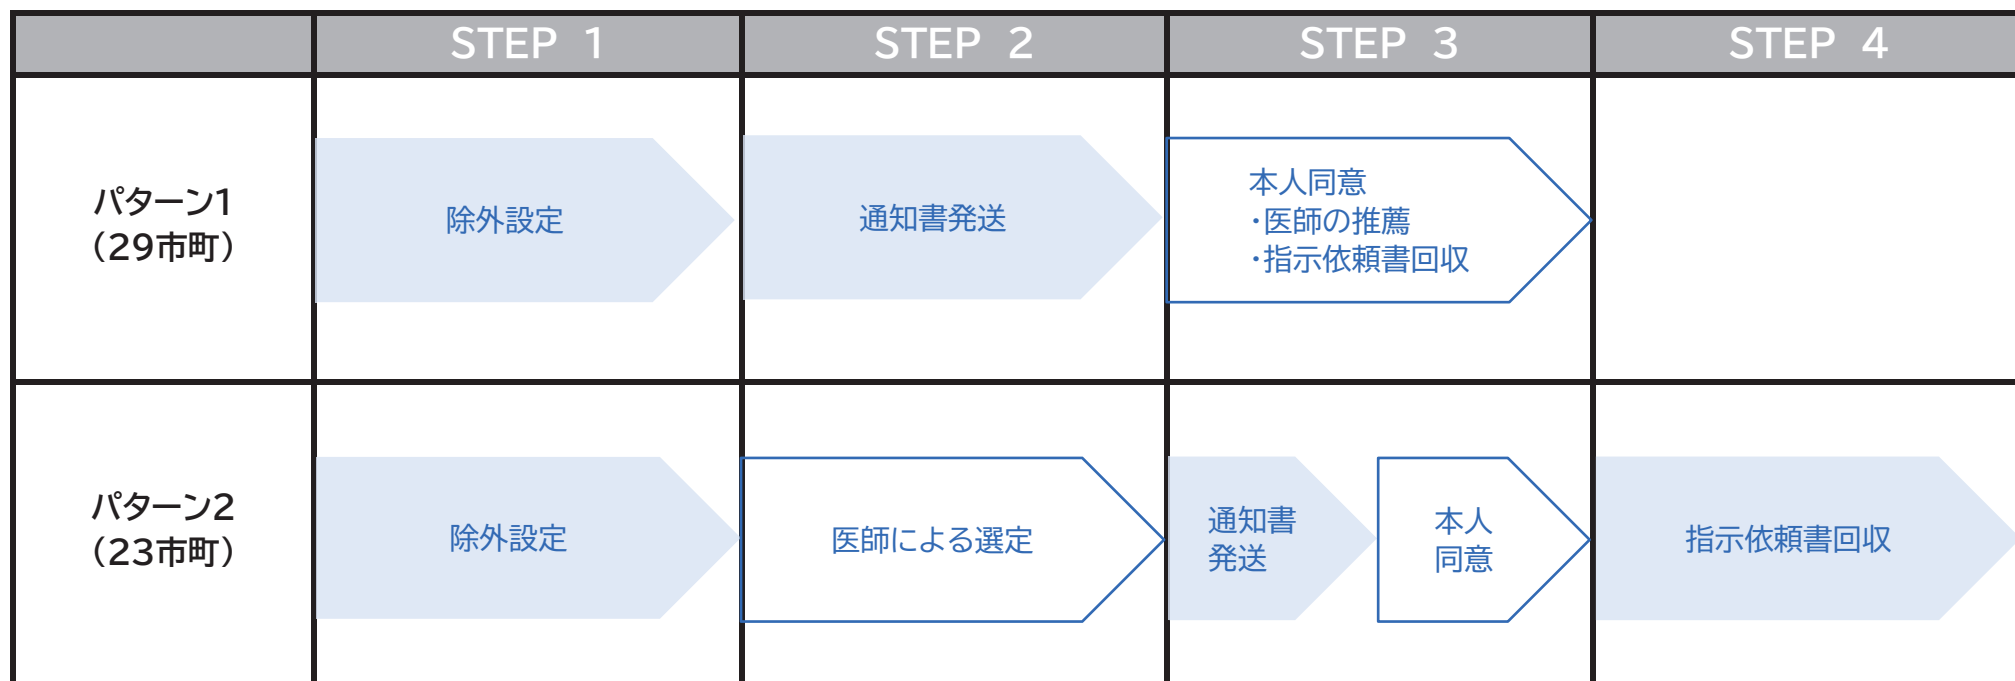 STEP 1
STEP 2
STEP 3
STEP 4
パターン1
(29市町)
除外設定
通知書発送
本人同意
・医師の推薦
・指示依頼書回収
パターン2
(23市町)
除外設定
医師による選定
通知書
発送
本人
同意
指示依頼書回収